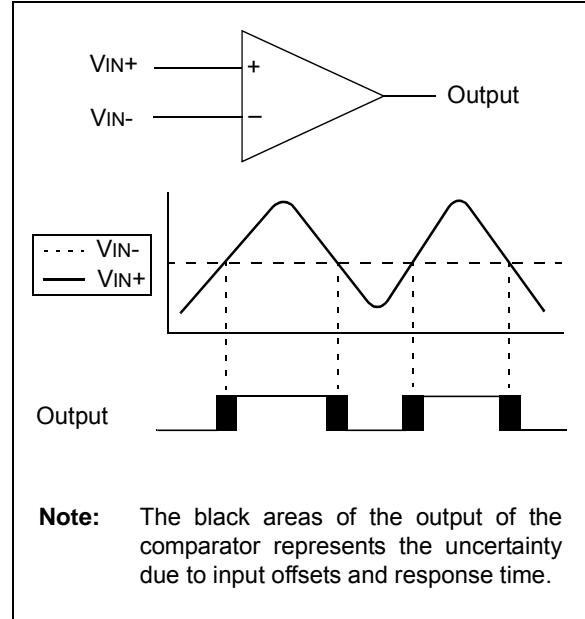 VIN+
+
Output
VIN-
–
VIN-
VIN+
Output
Note: The black areas of the output of the
comparator represents the uncertainty
due to input offsets and response time.